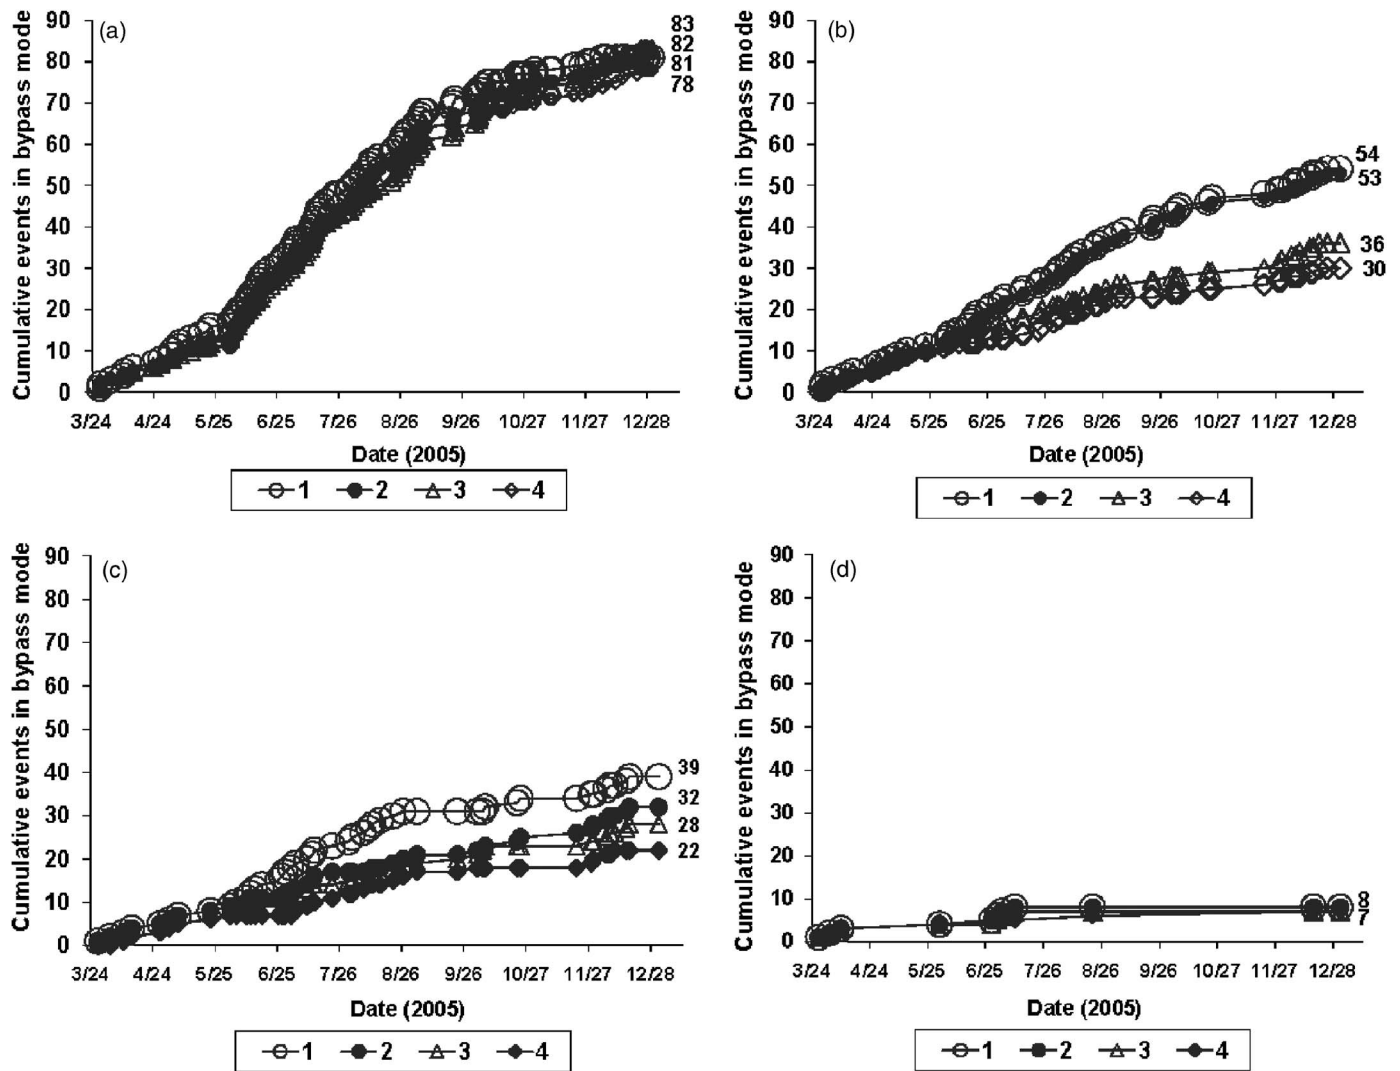 (a)
Cumulative events in bypass mode
90
80
70
60
50
40
30
20
10
0
83
82
81
78
3/24 4/24 5/25 6/25 7/26 8/26 9/26 10/27 11/27 12/28
Date (2005)
1 2 3 4
(b)
Cumulative events in bypass mode
90
80
70
60
50
40
30
20
10
0
54
53
36
30
3/24 4/24 5/25 6/25 7/26 8/26 9/26 10/27 11/27 12/28
Date (2005)
1 2 3 4
(c)
Cumulative events in bypass mode
90
80
70
60
50
40
30
20
10
0
39
32
28
22
3/24 4/24 5/25 6/25 7/26 8/26 9/26 10/27 11/27 12/28
Date (2005)
1 2 3 4
(d)
Cumulative events in bypass mode
90
80
70
60
50
40
30
20
10
0
8
7
3/24 4/24 5/25 6/25 7/26 8/26 9/26 10/27 11/27 12/28
Date (2005)
1 2 3 4